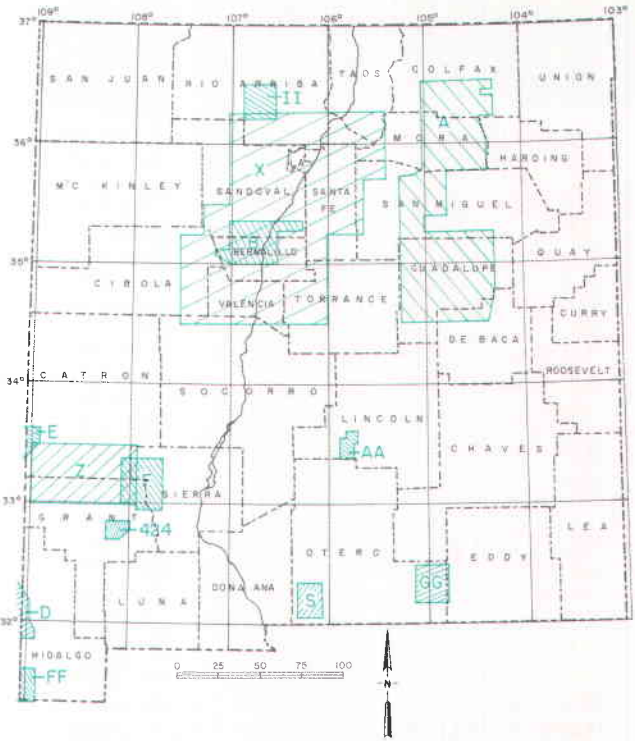 109° 108° 107° 106° 105° 104° 103°
37°
SAN JUAN RIO ARRIBA TAOS COLFAX UNION
II
A
MORA
HARDING
36°
X
MC KINLEY
SANDOVAL SANTA FE
SAN MIGUEL
B
BERNALILLO
QUAY
35°
CIBOLA
GUADALUPE
VALENCIA
TORRANCE
CURRY
DE BACA
ROOSEVELT
CATRON
34°
SOCORRO
LINCOLN
E
AA
CHAVES
Z
SIERRA
33°
GRANT
424
LEA
OTERO
EDDY
DONA ANA
S
GG
LUNA
D
32°
HIDALGO
FF
0 25 50 75 100
N